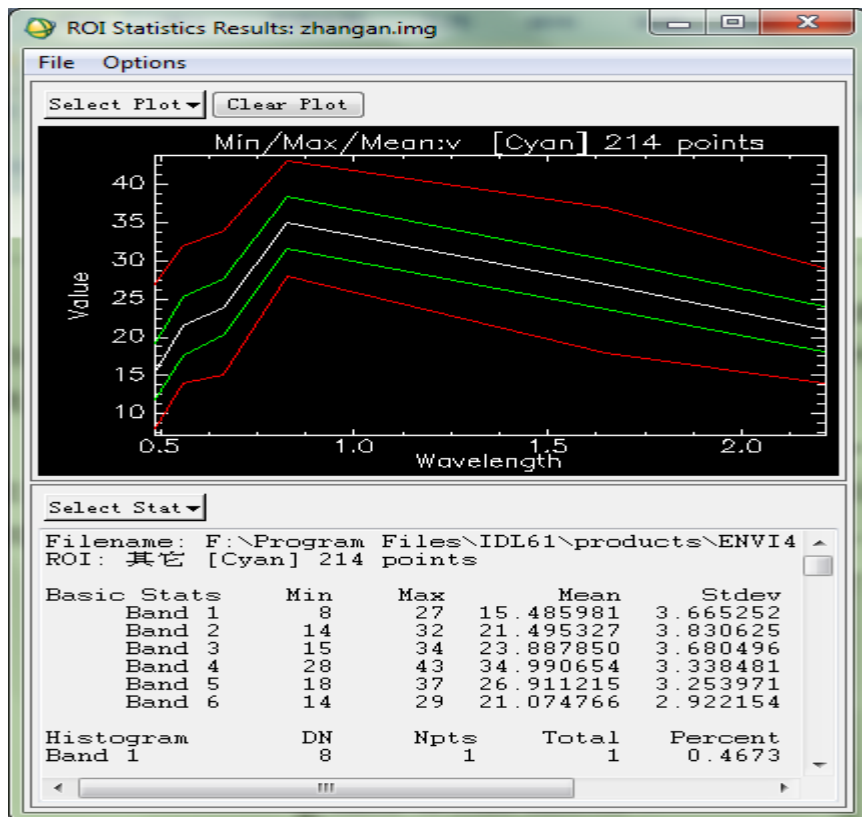 ROI Statistics Results: zhangan.img
File Options
Select Plot Clear Plot
Min/Max/Mean:v [Cyan] 214 points
40
35
30
25
20
15
10
Value
0.5 1.0 1.5 2.0
Wavelength
Select Stat
Filename: F:\Program Files\IDL61\products\ENVI4
ROI: 其它 [Cyan] 214 points
Basic Stats Min Max Mean Stdev
Band 1 8 27 15.485981 3.665252
Band 2 14 32 21.495327 3.830625
Band 3 15 34 23.887850 3.680496
Band 4 28 43 34.990654 3.338481
Band 5 18 37 26.911215 3.253971
Band 6 14 29 21.074766 2.922154
Histogram DN Npts Total Percent
Band 1 8 1 1 0.4673